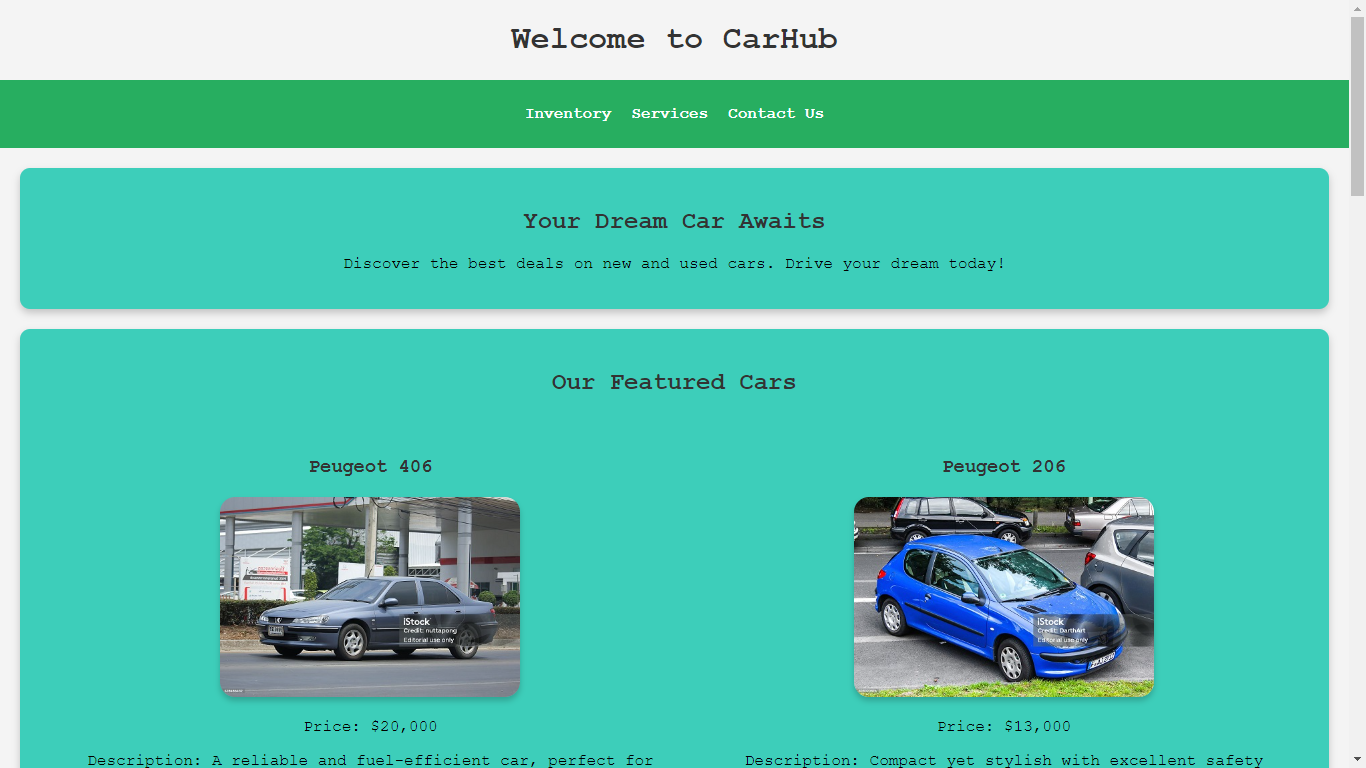 Welcome to CarHub
Inventory Services Contact Us
Your Dream Car Awaits
Discover the best deals on new and used cars. Drive your dream today!
Our Featured Cars
Peugeot 406
iStock
Credit: nuttapong
Editorial use only
Price: $20,000
Description: A reliable and fuel-efficient car, perfect for
Peugeot 206
iStock
Credit: DarthArt
Editorial use only
Price: $13,000
Description: Compact yet stylish with excellent safety